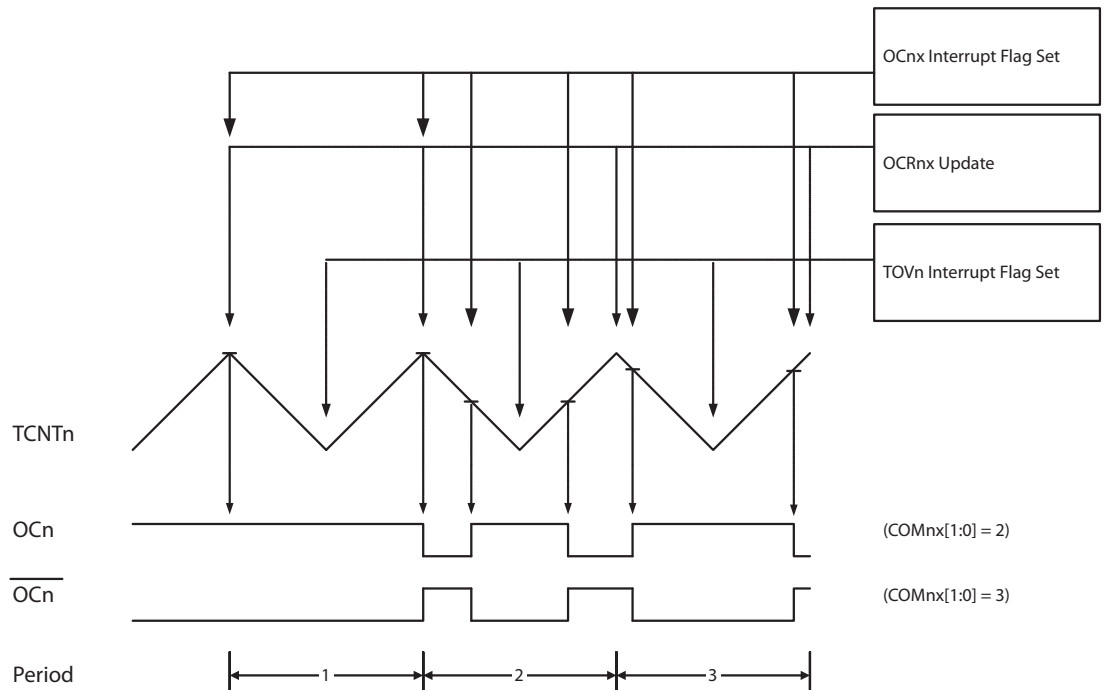 OCnx Interrupt Flag Set
OCRnx Update
TOVn Interrupt Flag Set
TCNTn
OCn
(COMnx[1:0] = 2)
OCn
(COMnx[1:0] = 3)
Period
1
2
3